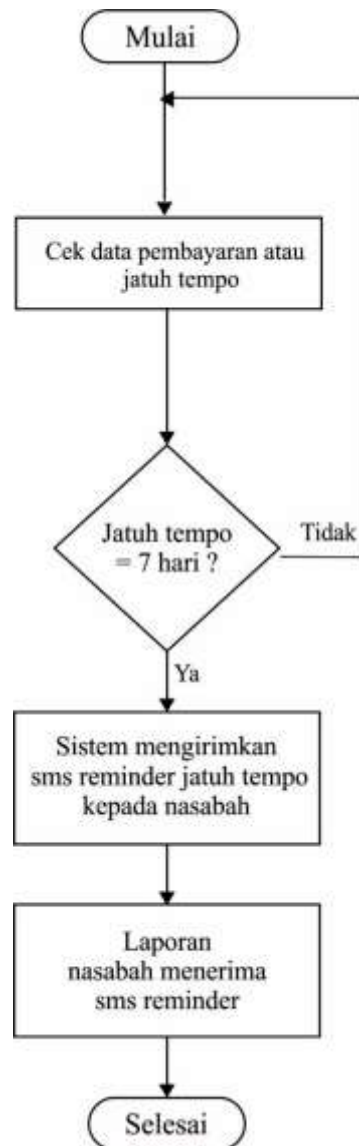 Mulai
Cek data pembayaran atau
jatuh tempo
Jatuh tempo
= 7 hari ?
Tidak
Ya
Sistem mengirimkan
sms reminder jatuh tempo
kepada nasabah
Laporan
nasabah menerima
sms reminder
Selesai